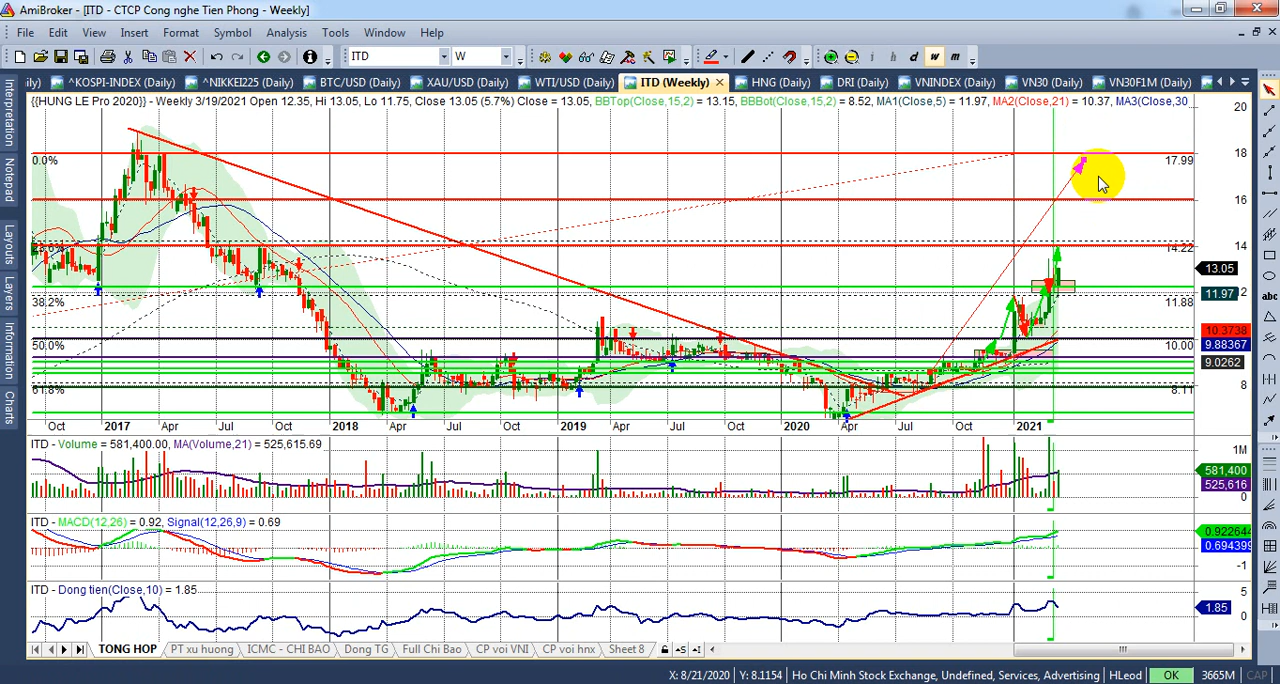 AmiBroker - [ITD - CTCP Cong nghe Tien Phong - Weekly]
File Edit View Insert Format Symbol Analysis Tools Window Help
ITD W i h d w m
ily) ^KOSPI-INDEX (Daily) ^NIKKEI225 (Daily) BTC/USD (Daily) XAU/USD (Daily) WTI/USD (Daily) ITD (Weekly) HNG (Daily) DRI (Daily) VNINDEX (Daily) VN30 (Daily) VN30F1M (Daily)
Interpretation
Notepad
Layouts
Layers
Information
Charts
{{HUNG LE Pro 2020}} - Weekly 3/19/2021 Open 12.35, Hi 13.05, Lo 11.75, Close 13.05 (5.7%) Close = 13.05, BBTop(Close,15,2) = 13.15, BBBot(Close,15,2) = 8.52, MA1(Close,5) = 11.97, MA2(Close,21) = 10.37, MA3(Close,30
20
0.0% 17.99 18
16
23.6% 14.22 14
13.05
11.97
38.2% 11.88 12
10.3738
50.0% 10.00 9.88367
9.0262
61.8% 8.11 8
Oct 2017 Apr Jul Oct 2018 Apr Jul Oct 2019 Apr Jul Oct 2020 Apr Jul Oct 2021
ITD - Volume = 581,400.00, MA(Volume,21) = 525,615.69
1M
581,400
525,616
0
ITD - MACD(12,26) = 0.92, Signal(12,26,9) = 0.69
0.922644
0.694399
-1
ITD - Dong tien(Close,10) = 1.85
5
1.85
0
TONG HOP PT xu huong ICMC - CHI BAO Dong TG Full Chi Bao CP voi VNI CP voi hnx Sheet 8
abc
X: 8/21/2020 Y: 8.1154 Ho Chi Minh Stock Exchange, Undefined, Services, Advertising HLeod OK 3665M CAP